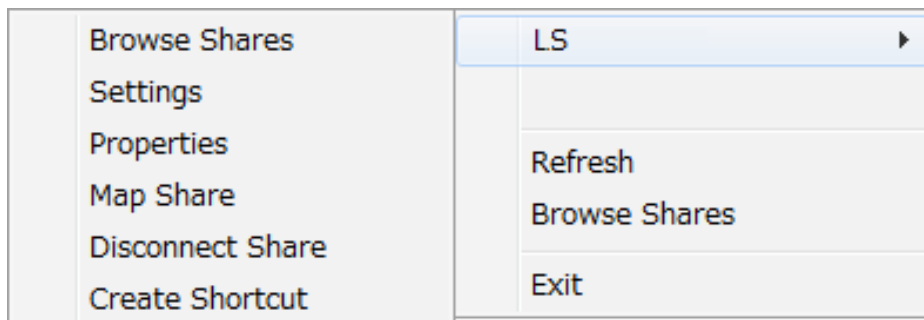 Browse Shares
Settings
Properties
Map Share
Disconnect Share
Create Shortcut
LS
Refresh
Browse Shares
Exit